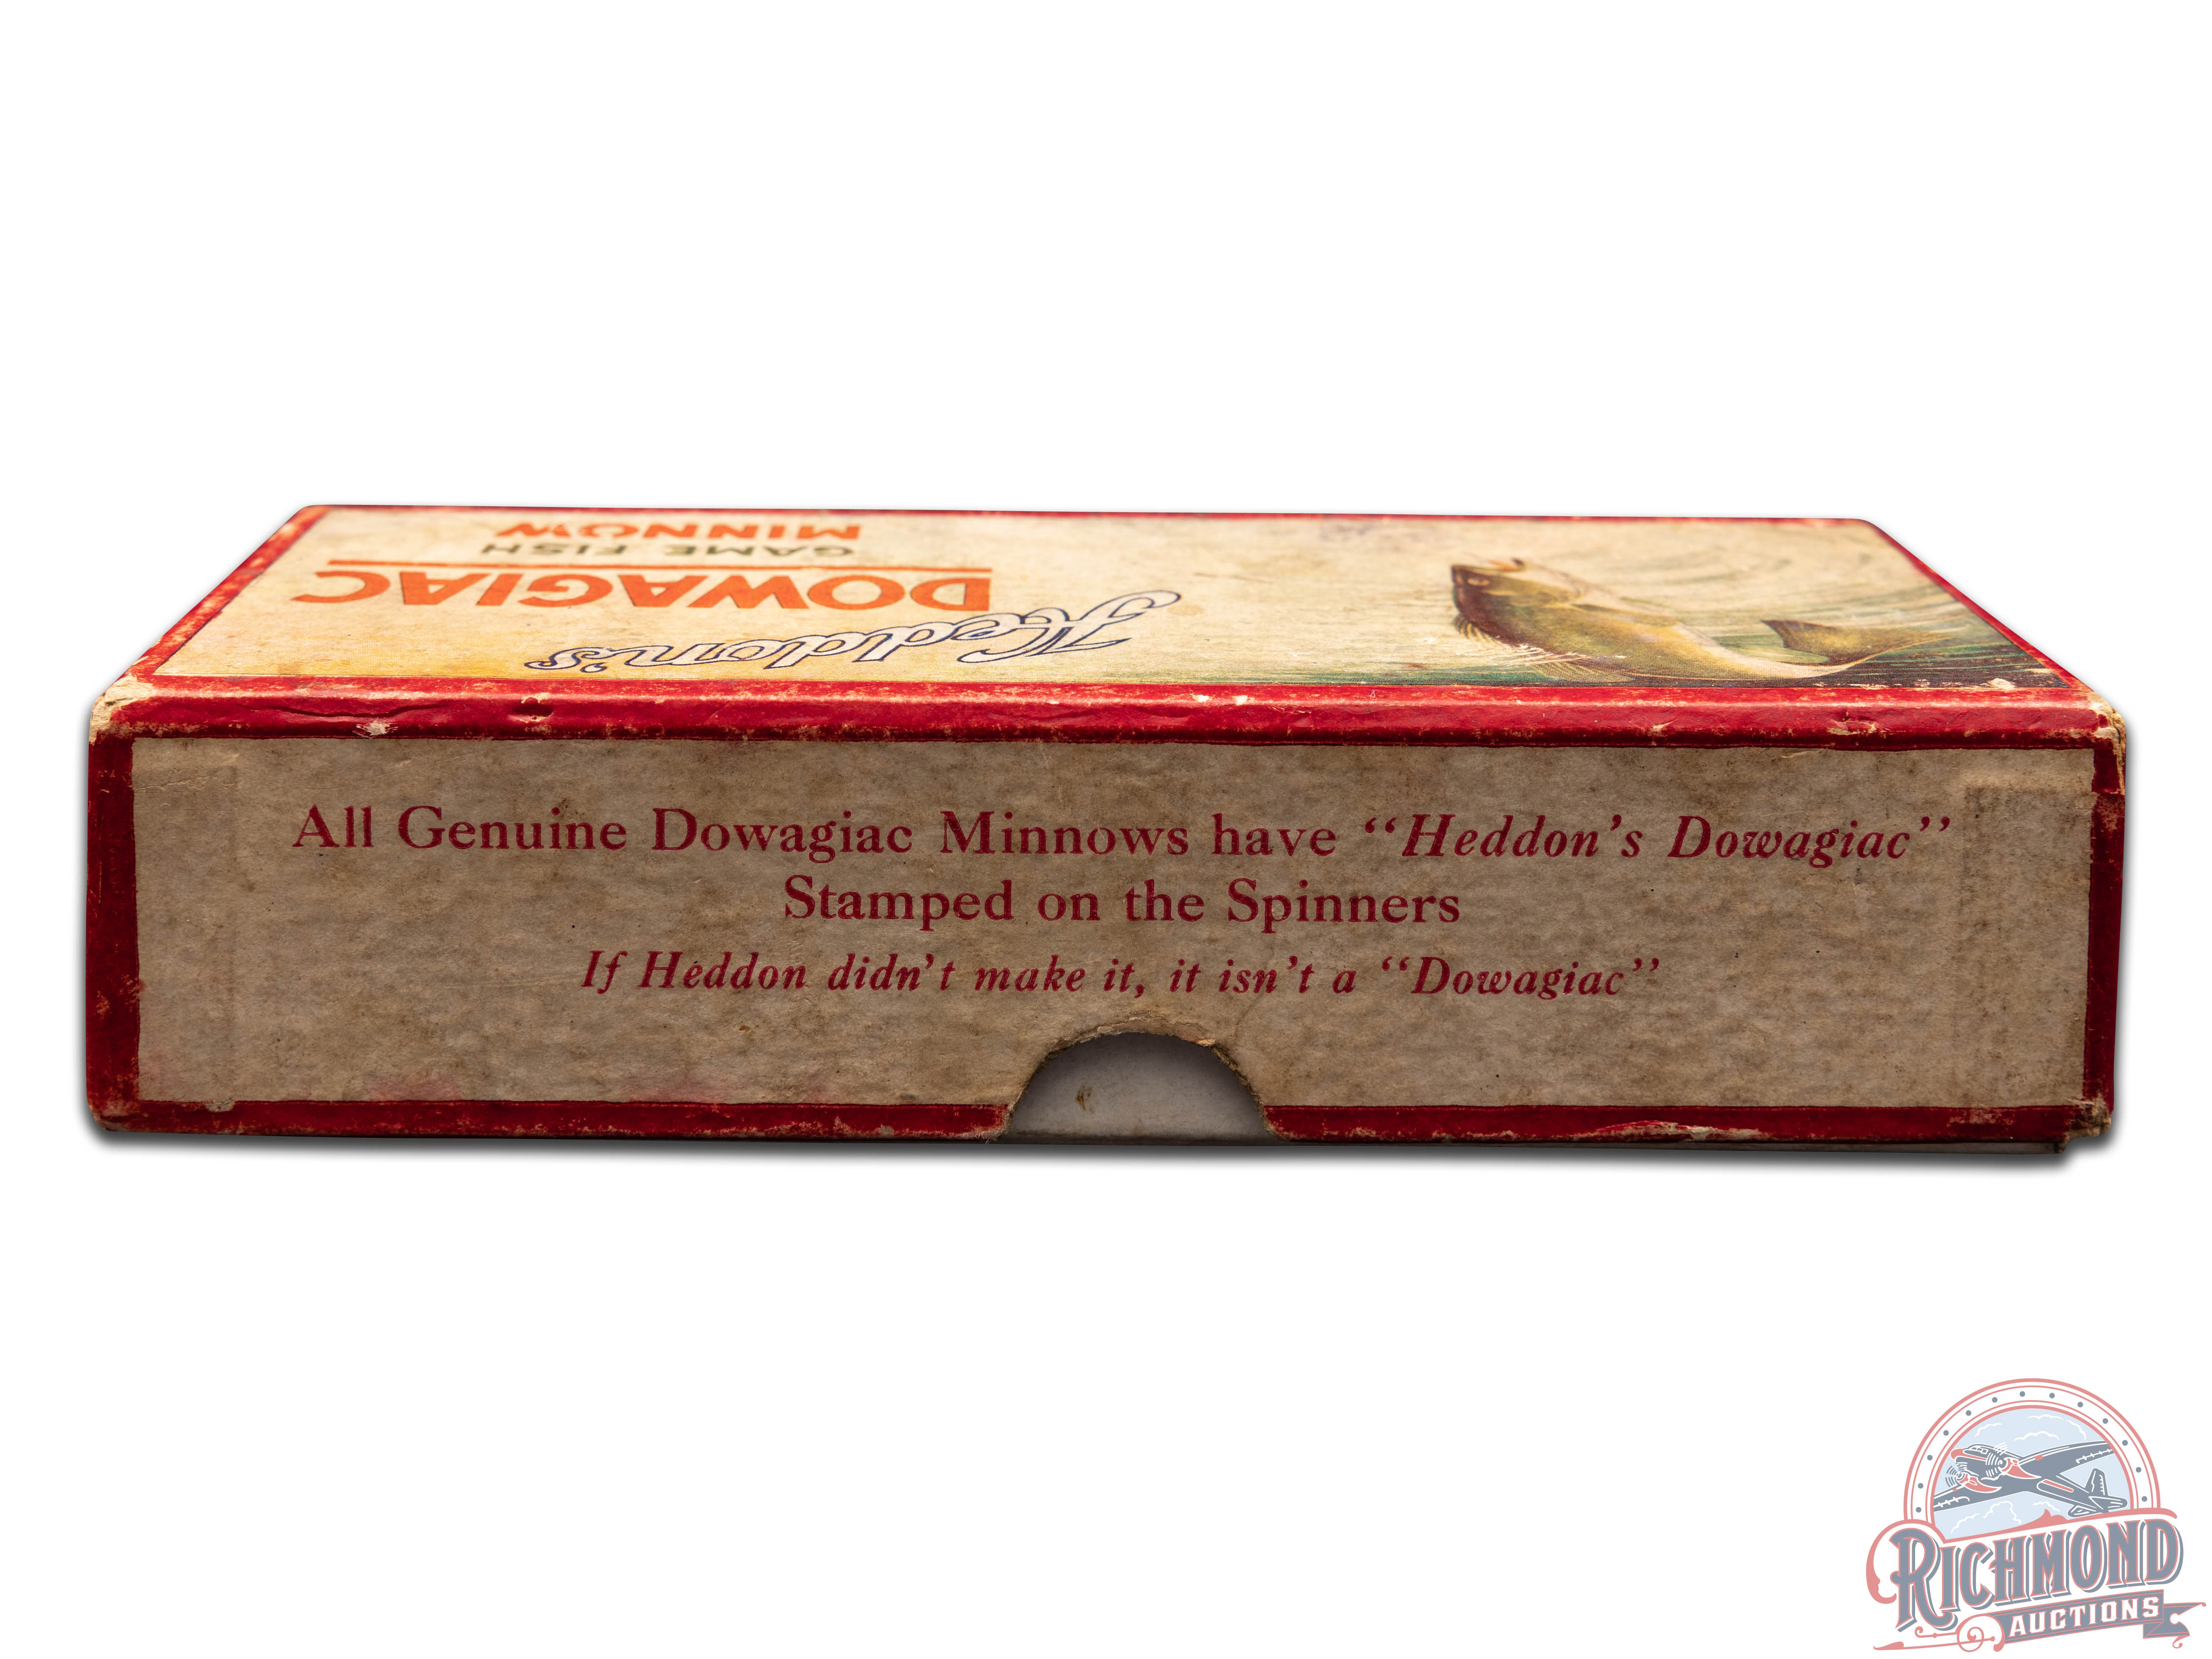 Heddon's
DOWAGIAC
GAME FISH
MINNOW
All Genuine Dowagiac Minnows have “Heddon's Dowagiac”
Stamped on the Spinners
If Heddon didn't make it, it isn't a “Dowagiac”
RICHMOND
AUCTIONS